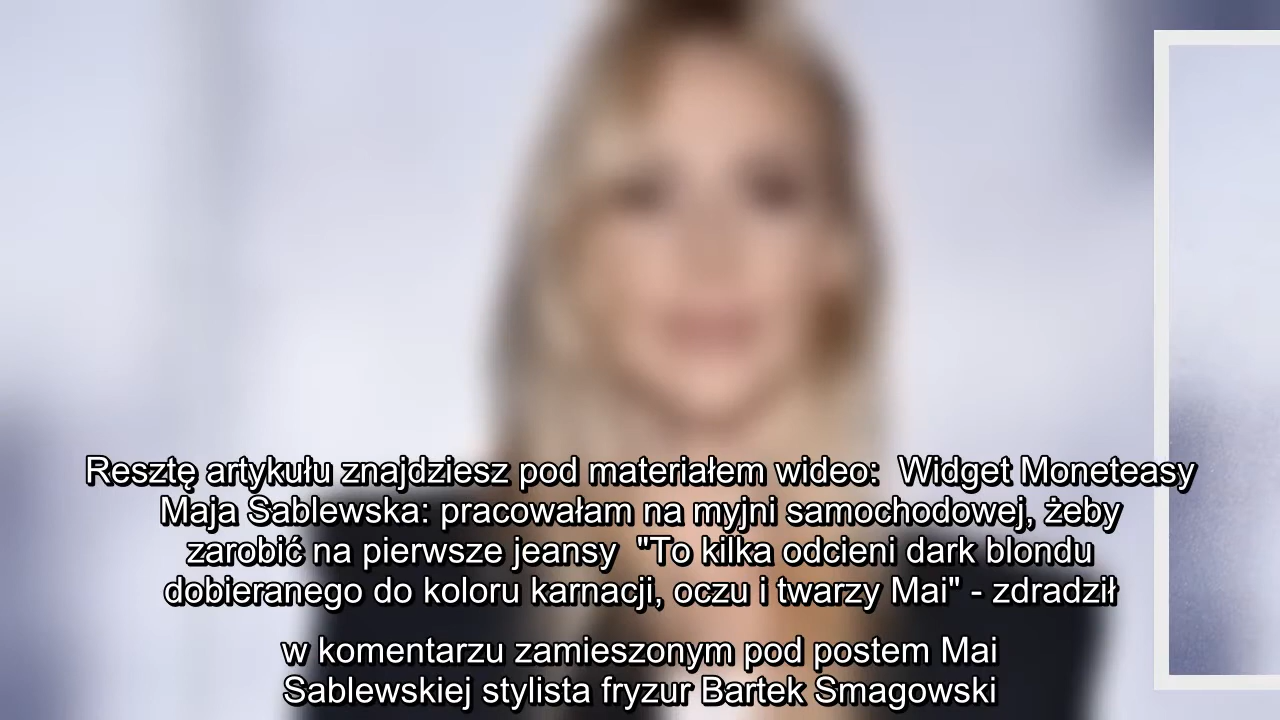 Resztę artykułu znajdziesz pod materiałem wideo:  Widget Moneteasy
Maja Sablewska: pracowałam na myjni samochodowej, żeby
zarobić na pierwsze jeansy  "To kilka odcieni dark blondu
dobieranego do koloru karnacji, oczu i twarzy Mai" - zdradził
w komentarzu zamieszonym pod postem Mai
Sablewskiej stylista fryzur Bartek Smagowski